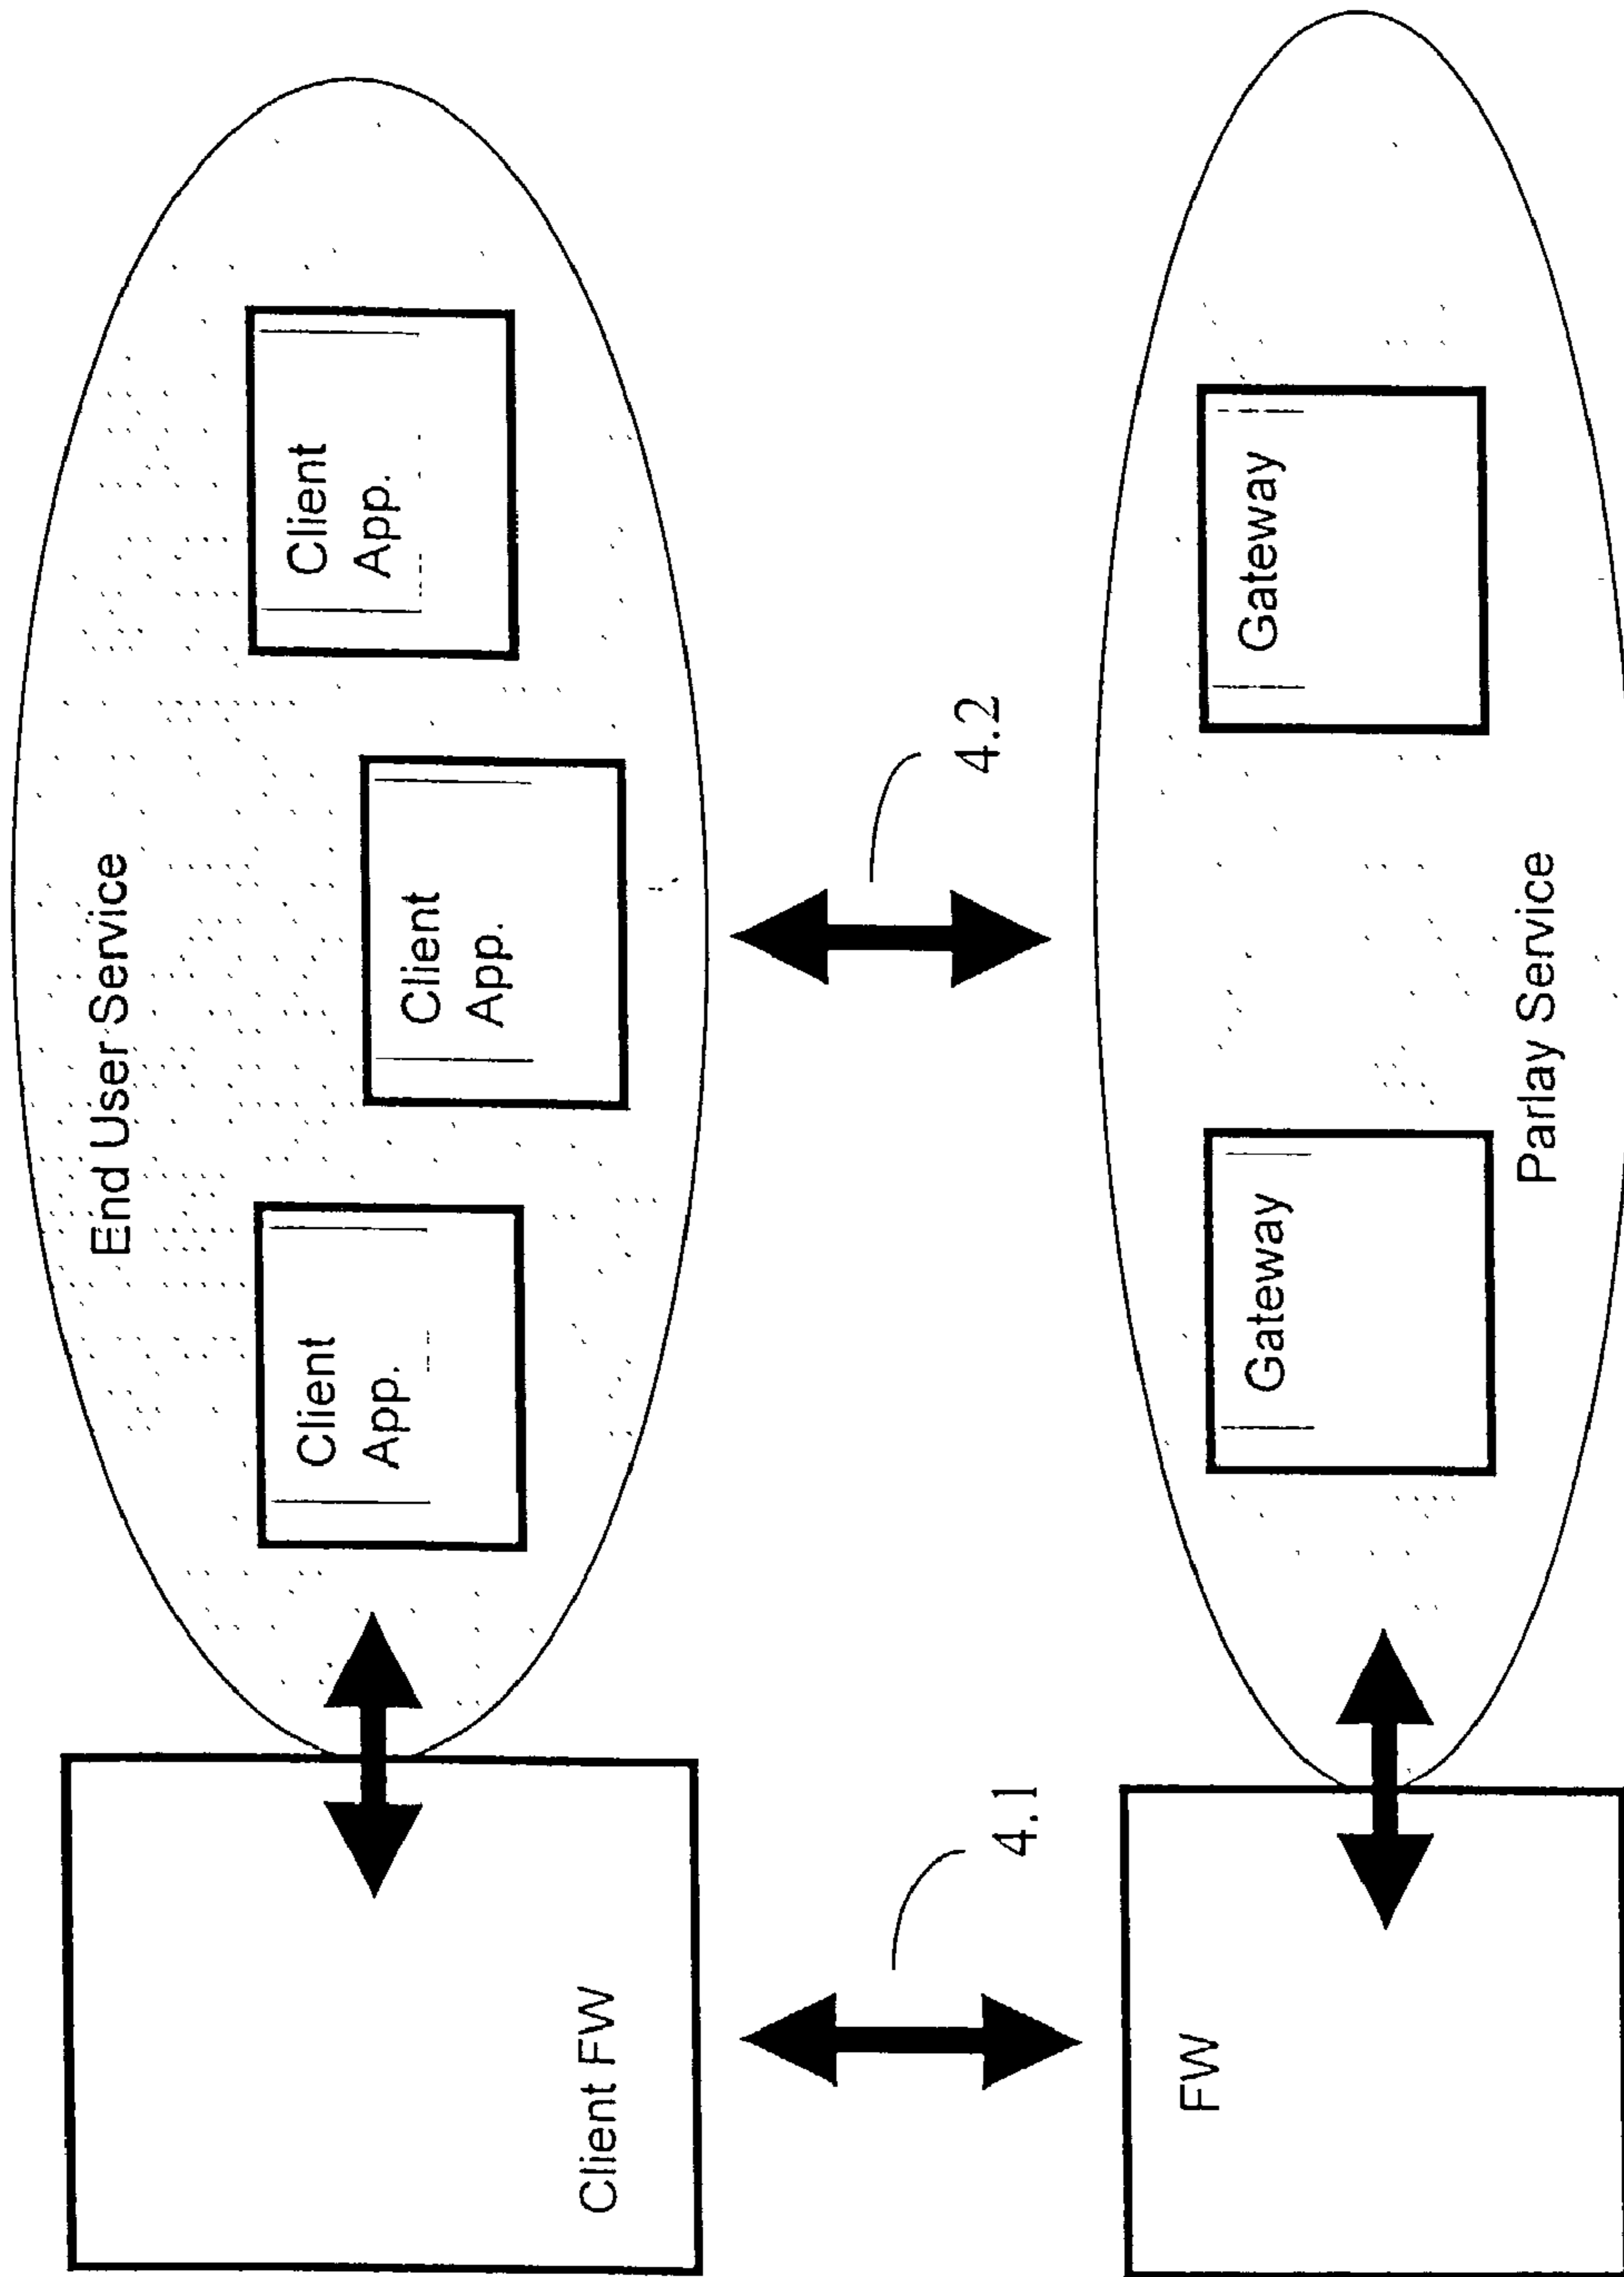 End User Service
Client
App.
Client
App.
Client
App.
Client FW
4.1
4.2
FW
Gateway
Gateway
Parlay Service